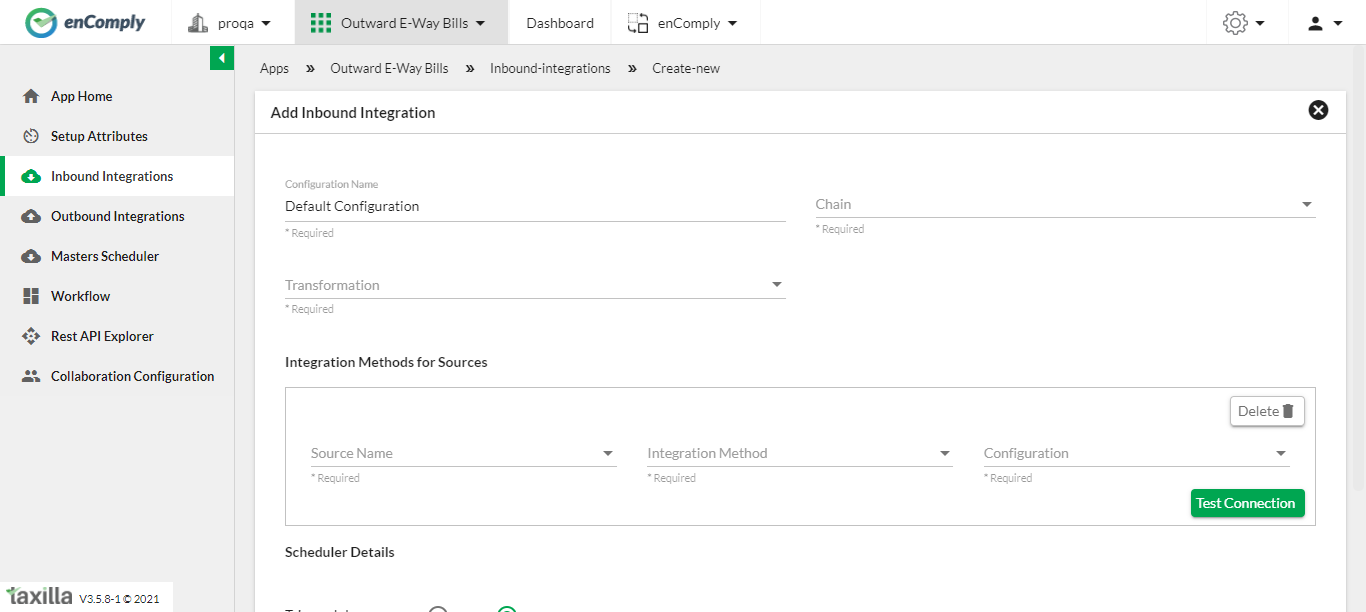 enComply
proqa
Outward E-Way Bills
Dashboard
enComply
Apps » Outward E-Way Bills » Inbound-integrations » Create-new
App Home
Setup Attributes
Inbound Integrations
Outbound Integrations
Masters Scheduler
Workflow
Rest API Explorer
Collaboration Configuration
Add Inbound Integration
Configuration Name
Default Configuration
* Required
Chain
* Required
Transformation
* Required
Integration Methods for Sources
Delete
Source Name
* Required
Integration Method
* Required
Configuration
* Required
Test Connection
Scheduler Details
taxilla V3.5.8-1 © 2021